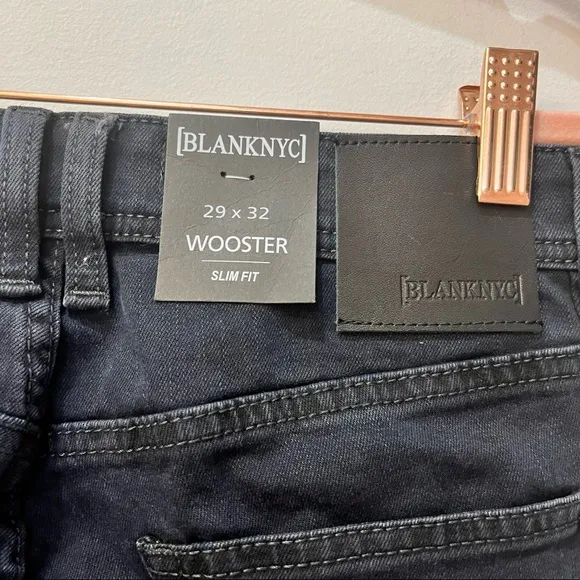 [BLANKNYC]
29 x 32
WOOSTER
SLIM FIT
[BLANKNYC]